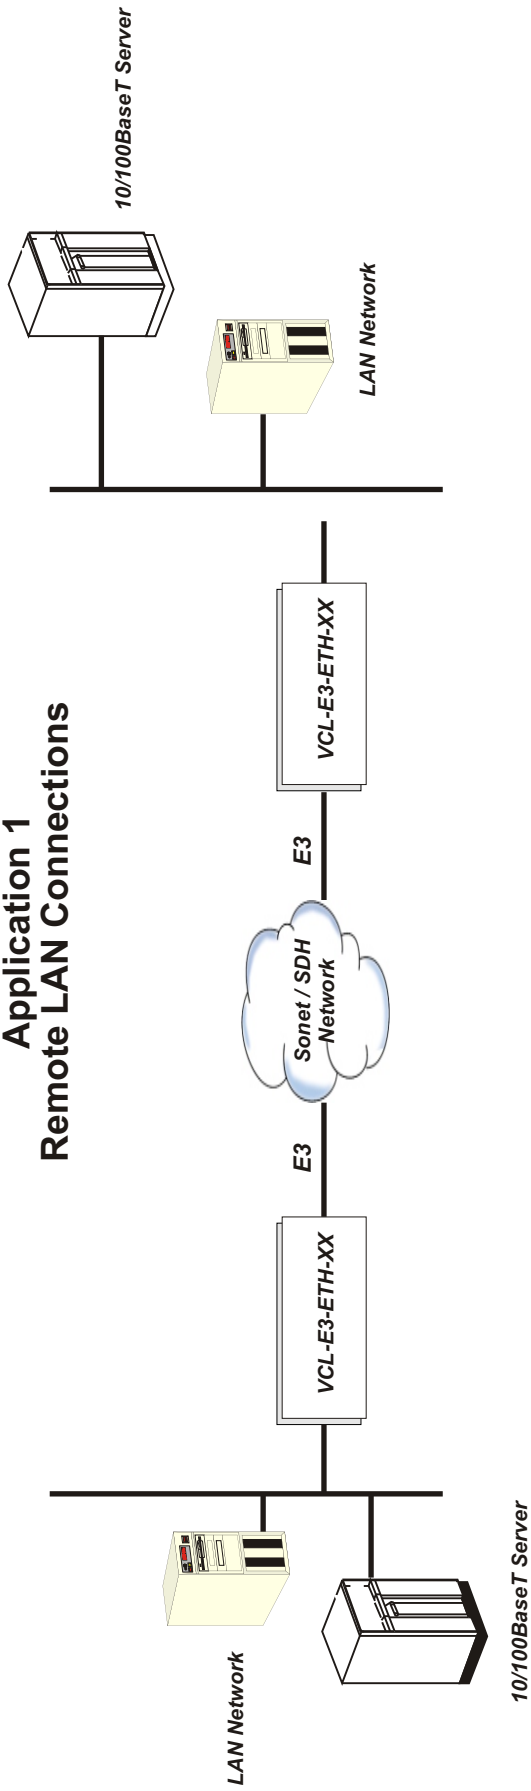 Application 1
Remote LAN Connections
LAN Network
10/100BaseT Server
VCL-E3-ETH-XX
E3
Sonet / SDH
Network
E3
VCL-E3-ETH-XX
LAN Network
10/100BaseT Server